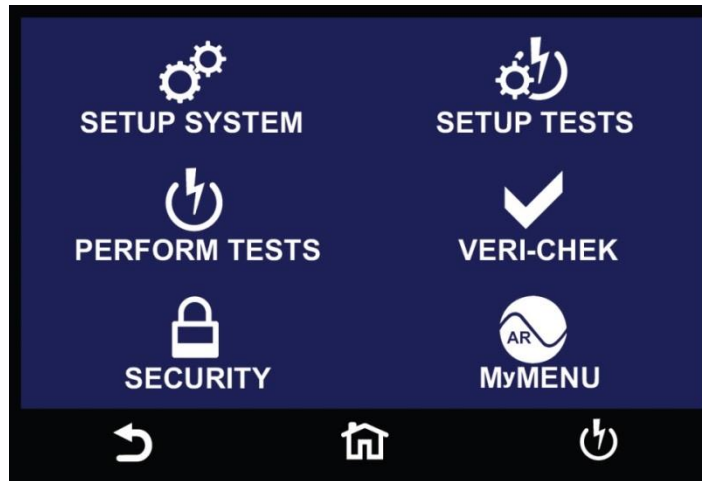 SETUP SYSTEM
SETUP TESTS
PERFORM TESTS
VERI-CHEK
SECURITY
AR
MyMENU